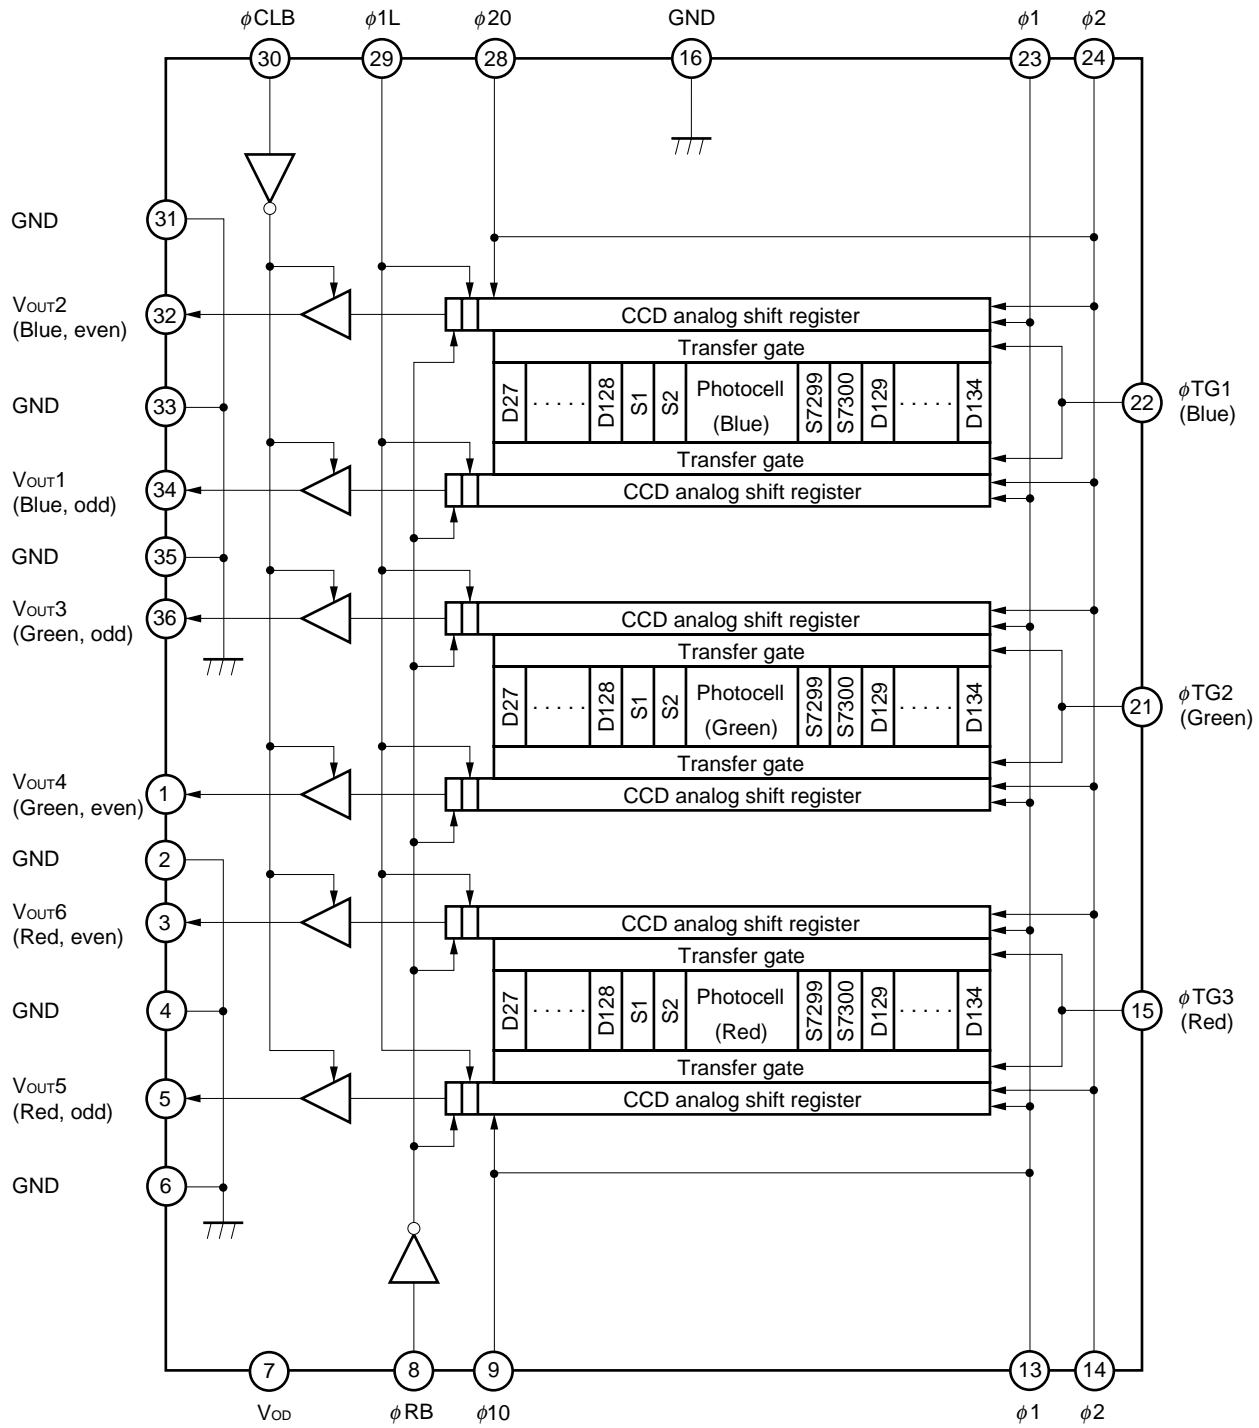 ϕCLB ϕ1L ϕ20 GND ϕ1 ϕ2
30 29 28 16 23 24
GND 31
VOUT2 32
(Blue, even)
CCD analog shift register
Transfer gate
D27 ..... D128 S1 S2 Photocell (Blue) S7299 S7300 D129 ..... D134
GND 33
22 ϕTG1
(Blue)
Transfer gate
VOUT1 34
(Blue, odd)
CCD analog shift register
GND 35
VOUT3 36
(Green, odd)
CCD analog shift register
Transfer gate
D27 ..... D128 S1 S2 Photocell (Green) S7299 S7300 D129 ..... D134
21 ϕTG2
(Green)
Transfer gate
VOUT4 1
(Green, even)
CCD analog shift register
GND 2
VOUT6 3
(Red, even)
CCD analog shift register
Transfer gate
D27 ..... D128 S1 S2 Photocell (Red) S7299 S7300 D129 ..... D134
GND 4
15 ϕTG3
(Red)
Transfer gate
VOUT5 5
(Red, odd)
CCD analog shift register
GND 6
7 8 9 13 14
VOD ϕRB ϕ10 ϕ1 ϕ2